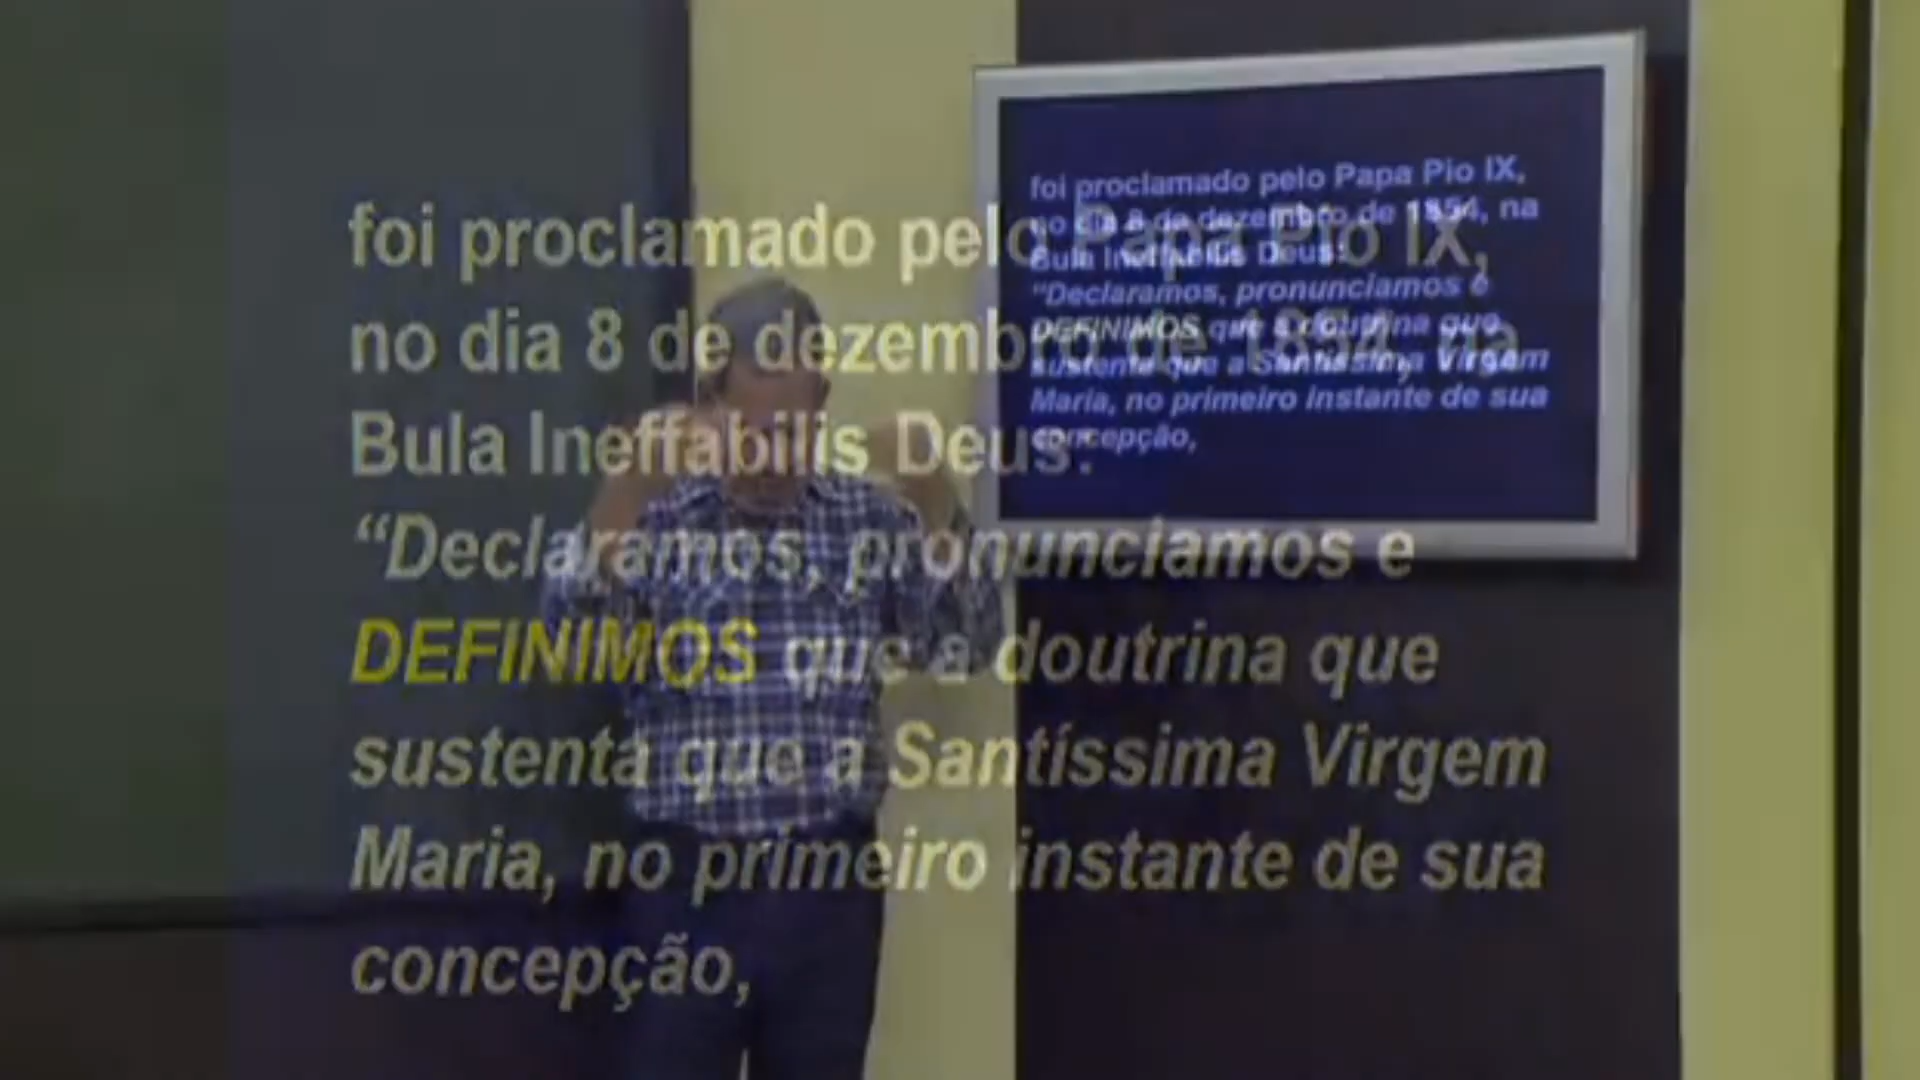 foi proclamado pelo Papa Pio IX,
no dia 8 de dezembro de 1854, na
Bula Ineffabilis Deus:
“Declaramos, pronunciamos e
DEFINIMOS que a doutrina que
sustenta que a Santíssima Virgem
Maria, no primeiro instante de sua
concepção,
foi proclamado pelo Papa Pio IX,
no dia 8 de dezembro de 1854, na
Bula Ineffabilis Deus:
“Declaramos, pronunciamos e
DEFINIMOS que a doutrina que
sustenta que a Santíssima Virgem
Maria, no primeiro instante de sua
concepção,